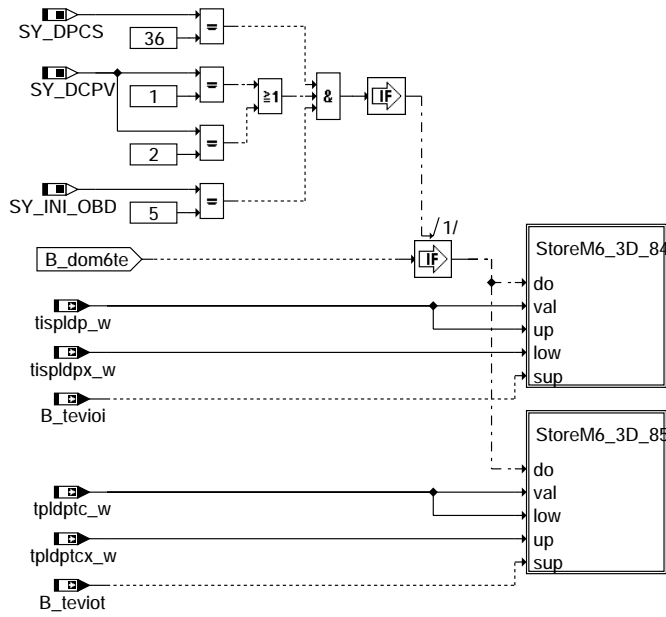 SY_DPCS
=
36
SY_DCPV
=
1
≥1
&
IF
=
2
SY_INI_OBD
=
5
/1/
B_dom6te
IF
StoreM6_3D_84
do
tispldp_w
val
up
tispldpx_w
low
B_tevioi
sup
StoreM6_3D_85
do
tpldptc_w
val
low
tpldptcx_w
up
B_teviot
sup